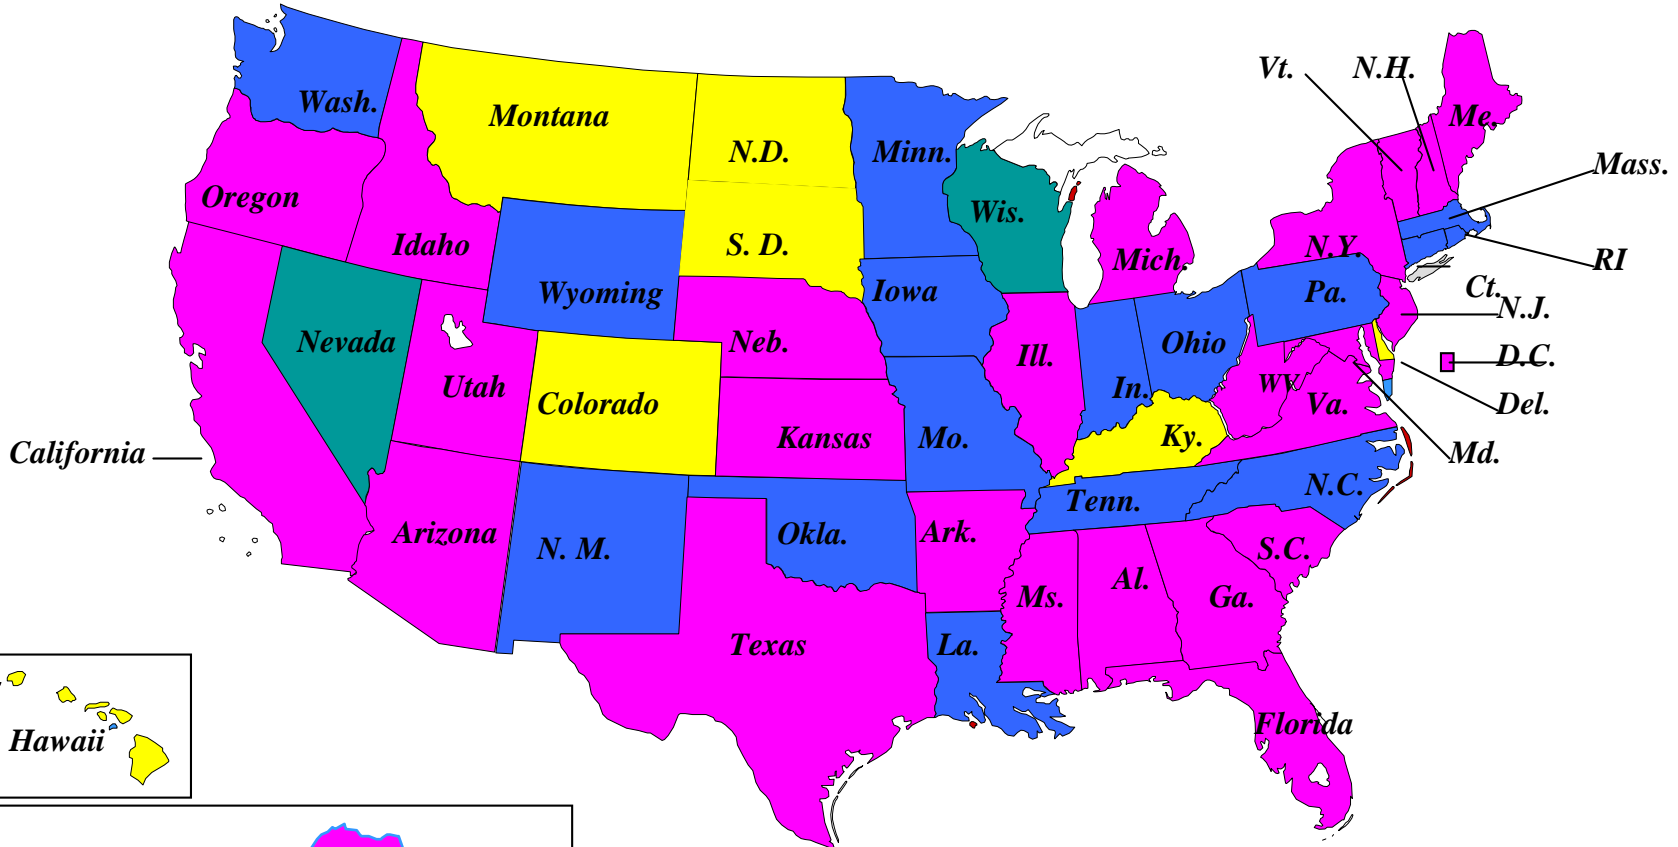 Vt.
N.H.
Me.
Wash.
Montana
N.D.
Minn.
Mass.
Oregon
Wis.
Idaho
S. D.
Mich.
N.Y.
RI
Wyoming
Iowa
Pa.
Ct.
N.J.
Nevada
Neb.
Ill.
Ohio
D.C.
Utah
Colorado
In.
WV
Va.
Del.
California
Kansas
Mo.
Ky.
Md.
Tenn.
N.C.
Arizona
N. M.
Okla.
Ark.
S.C.
Ms.
Al.
Ga.
Texas
La.
Florida
Hawaii